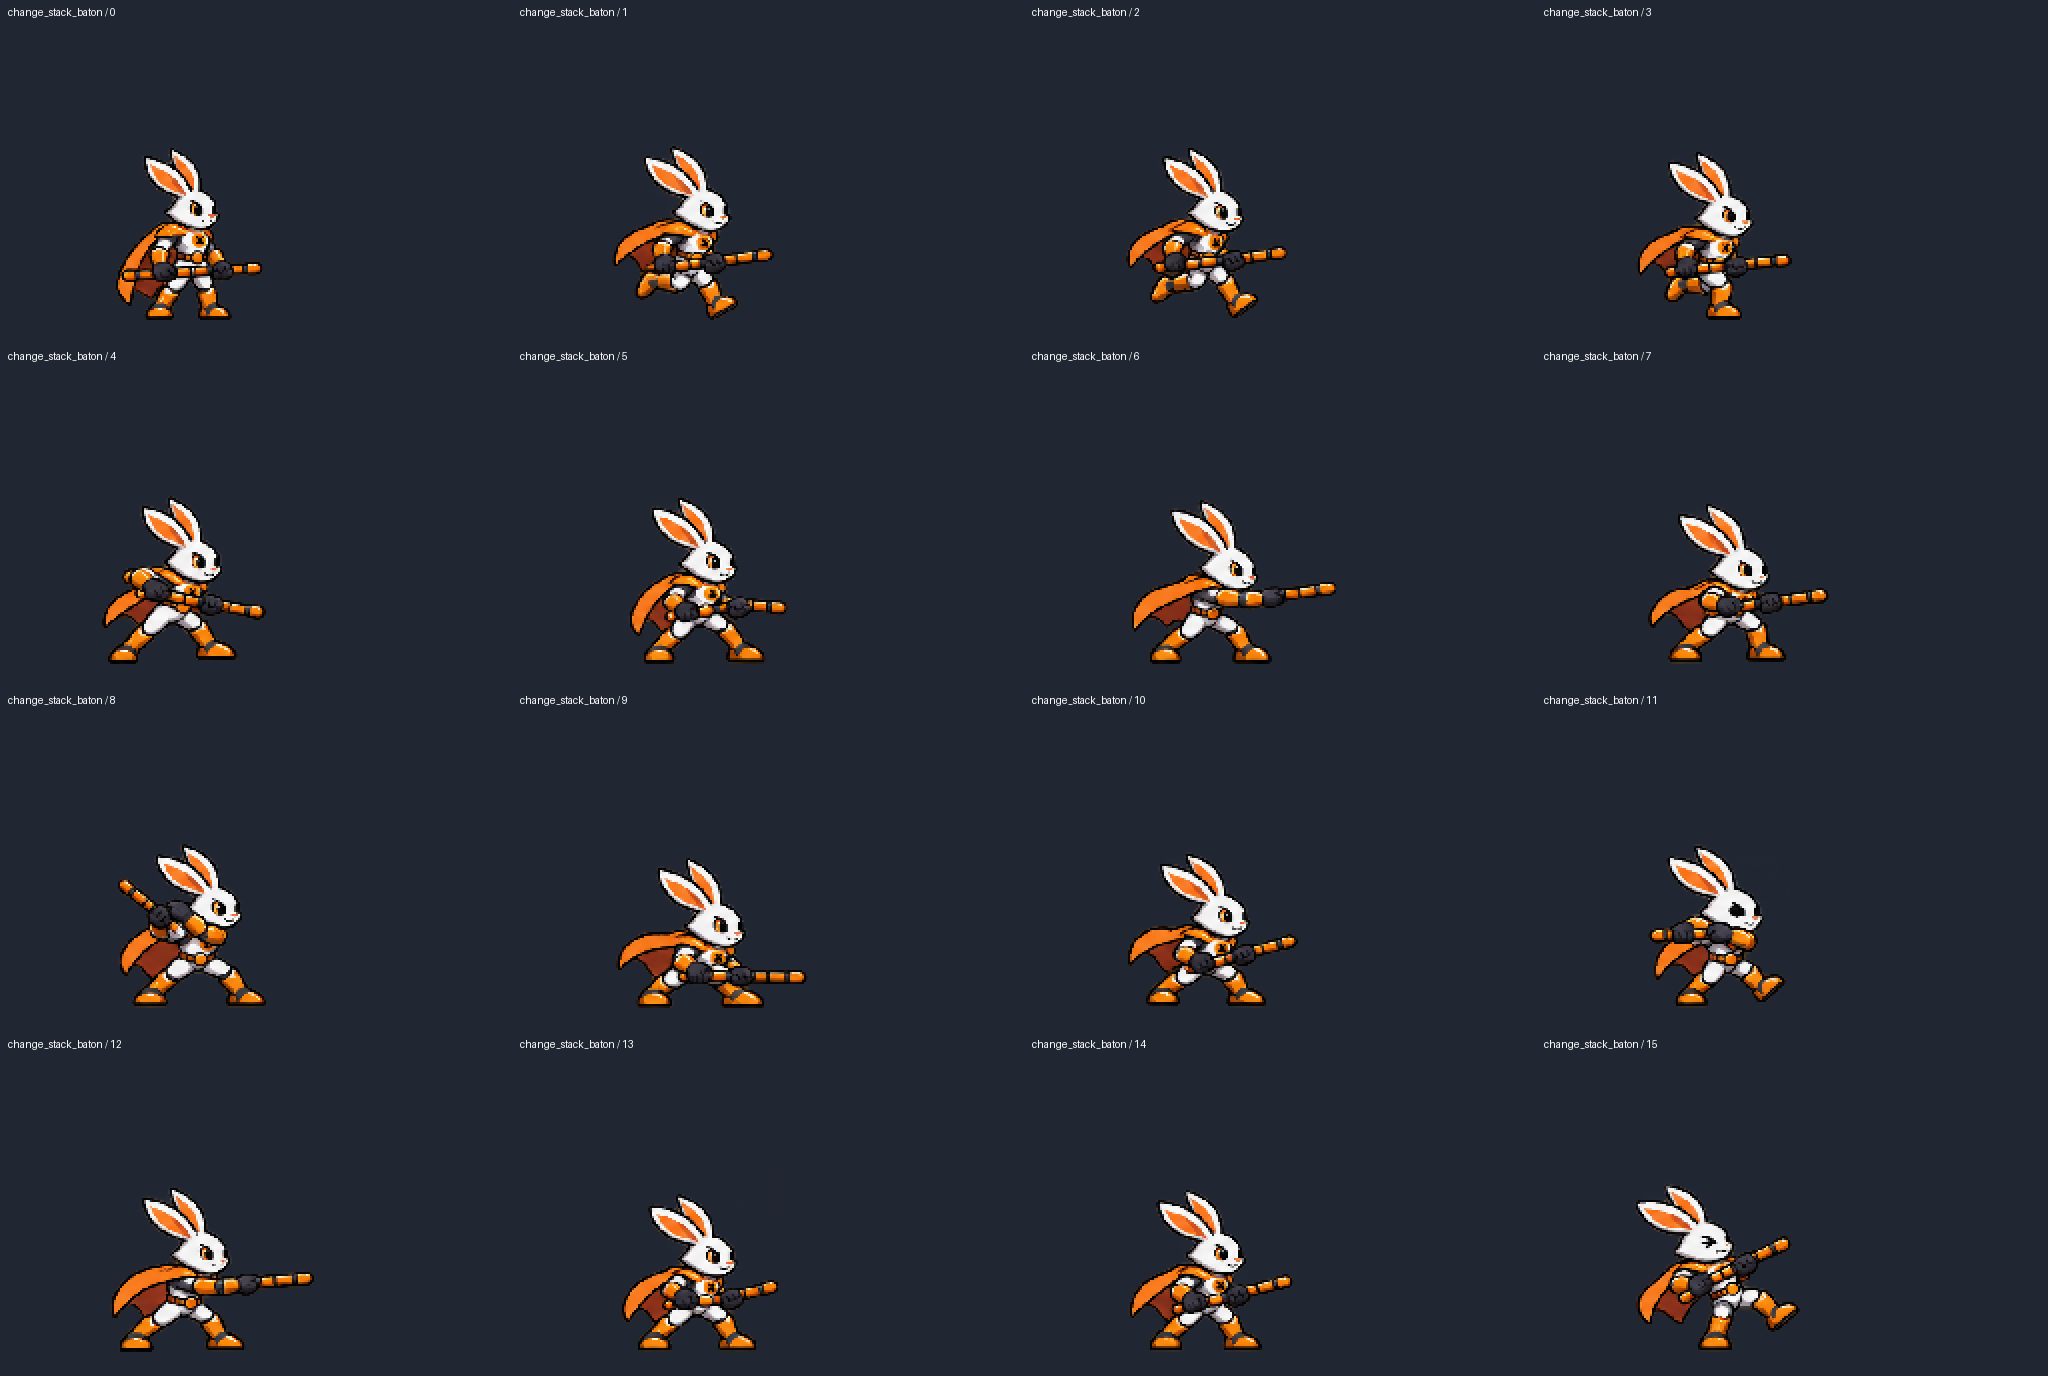 change_stack_baton / 0
change_stack_baton / 1
change_stack_baton / 2
change_stack_baton / 3
change_stack_baton / 4
change_stack_baton / 5
change_stack_baton / 6
change_stack_baton / 7
change_stack_baton / 8
change_stack_baton / 9
change_stack_baton / 10
change_stack_baton / 11
change_stack_baton / 12
change_stack_baton / 13
change_stack_baton / 14
change_stack_baton / 15